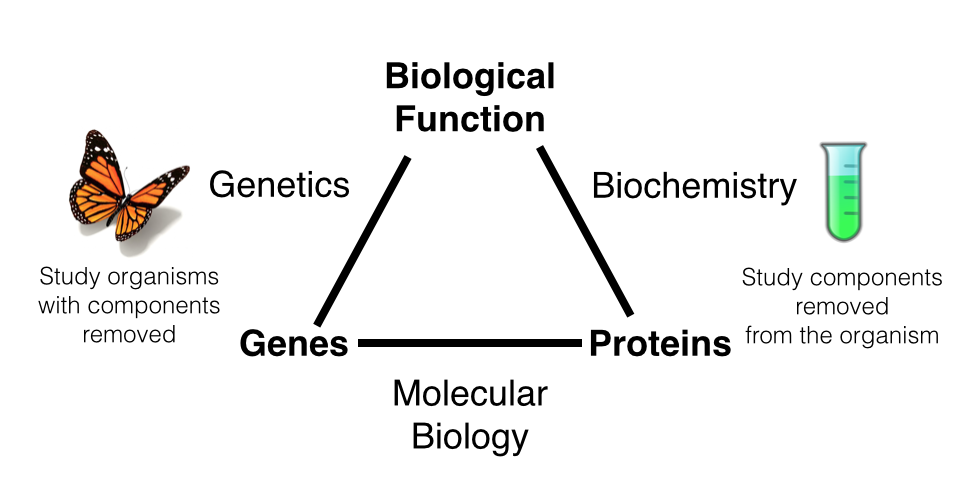 Biological
Function
Genetics
Biochemistry
Study organisms
with components
removed
Study components
removed
from the organism
Genes
Proteins
Molecular
Biology